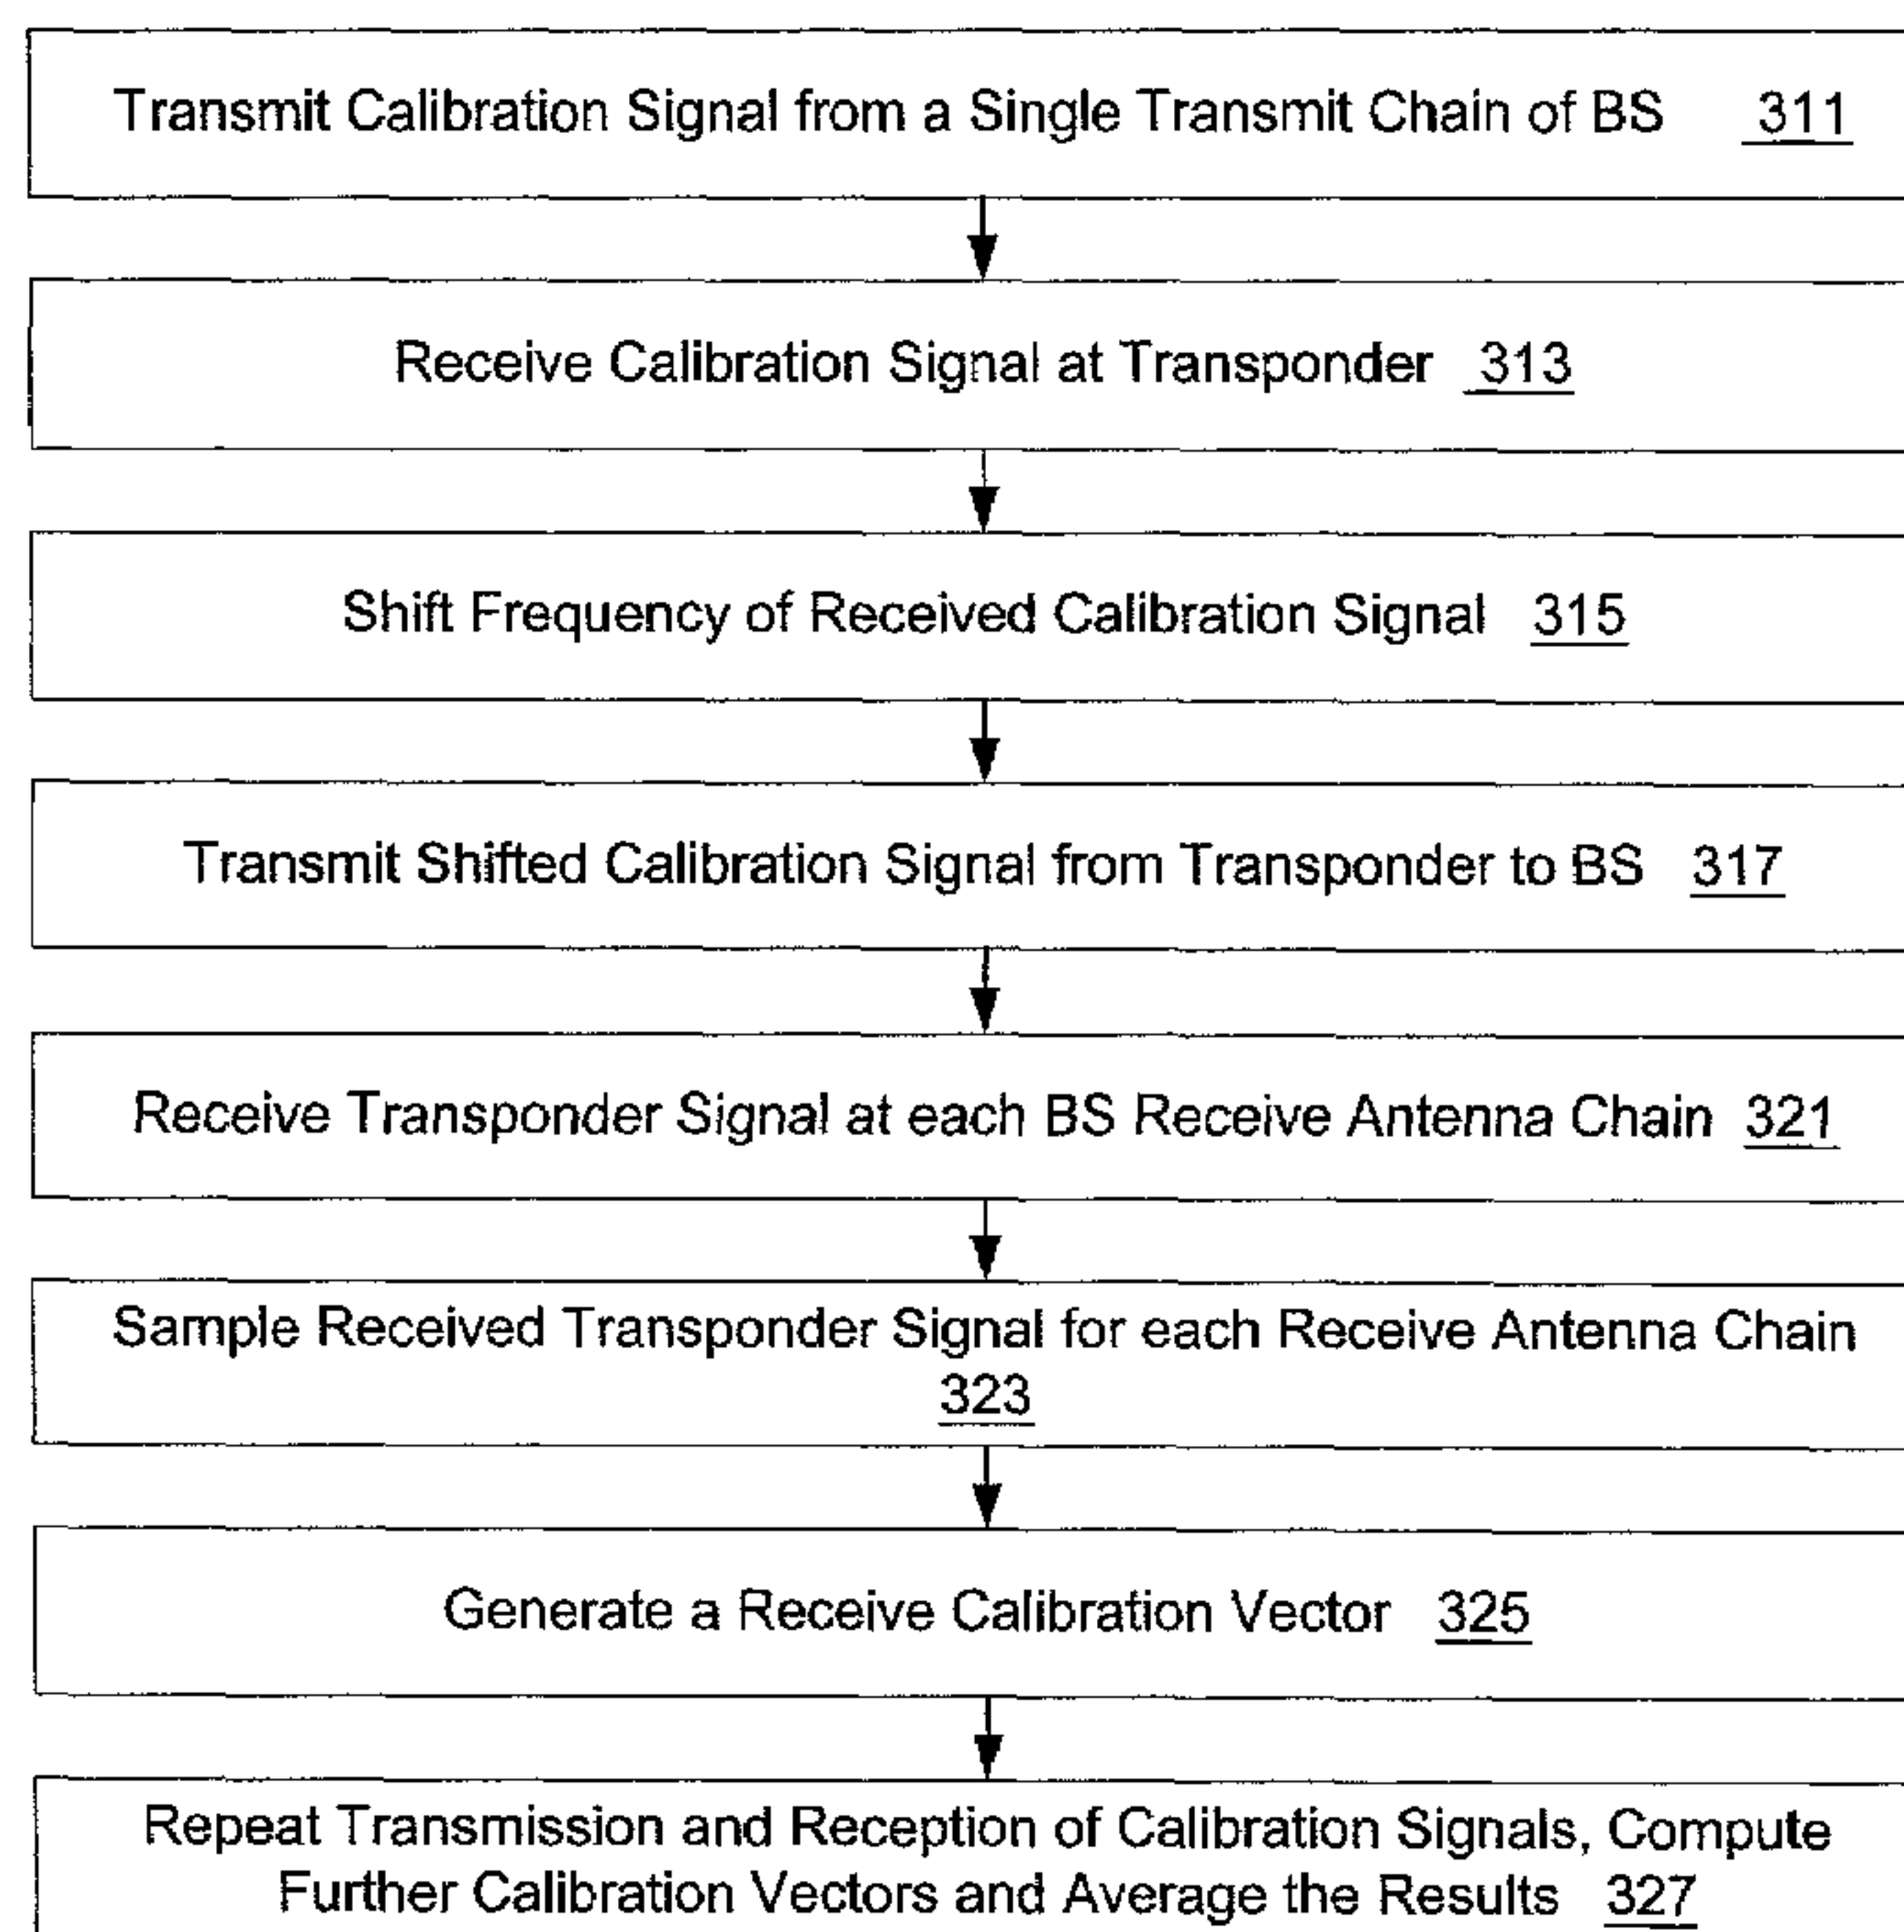 Transmit Calibration Signal from a Single Transmit Chain of BS 311
Receive Calibration Signal at Transponder 313
Shift Frequency of Received Calibration Signal 315
Transmit Shifted Calibration Signal from Transponder to BS 317
Receive Transponder Signal at each BS Receive Antenna Chain 321
Sample Received Transponder Signal for each Receive Antenna Chain
323
Generate a Receive Calibration Vector 325
Repeat Transmission and Reception of Calibration Signals, Compute
Further Calibration Vectors and Average the Results 327